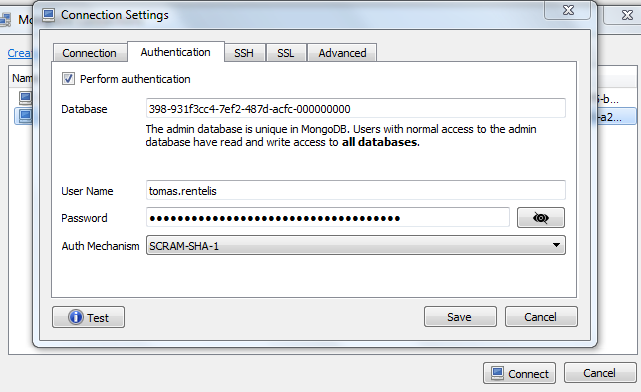 Mo
Connection Settings
Creat
Connection
Authentication
SSH
SSL
Advanced
Nam
Perform authentication
Database
398-931f3cc4-7ef2-487d-acfc-000000000
-b...
-a2...
The admin database is unique in MongoDB. Users with normal access to the admin
database have read and write access to all databases.
User Name
tomas.rentelis
Password
●●●●●●●●●●●●●●●●●●●●●●●●●●●●●●●●●●●●
Auth Mechanism
SCRAM-SHA-1
Test
Save
Cancel
Connect
Cancel